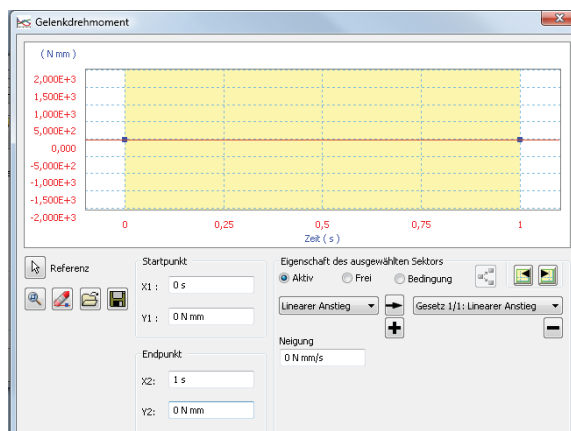 Gelenkdrehmoment
( N mm )
2,000E+3
1,500E+3
1,000E+3
5,000E+2
0,000
-5,000E+2
-1,000E+3
-1,500E+3
-2,000E+3
0 0,25 0,5 0,75 1
Zeit ( s )
Referenz
Startpunkt
X1 : 0 s
Y1 : 0 N mm
Endpunkt
X2: 1 s
Y2: 0 N mm
Eigenschaft des ausgewählten Sektors
Aktiv Frei Bedingung
Linearer Anstieg Gesetz 1/1: Linearer Anstieg
Neigung
0 N mm/s